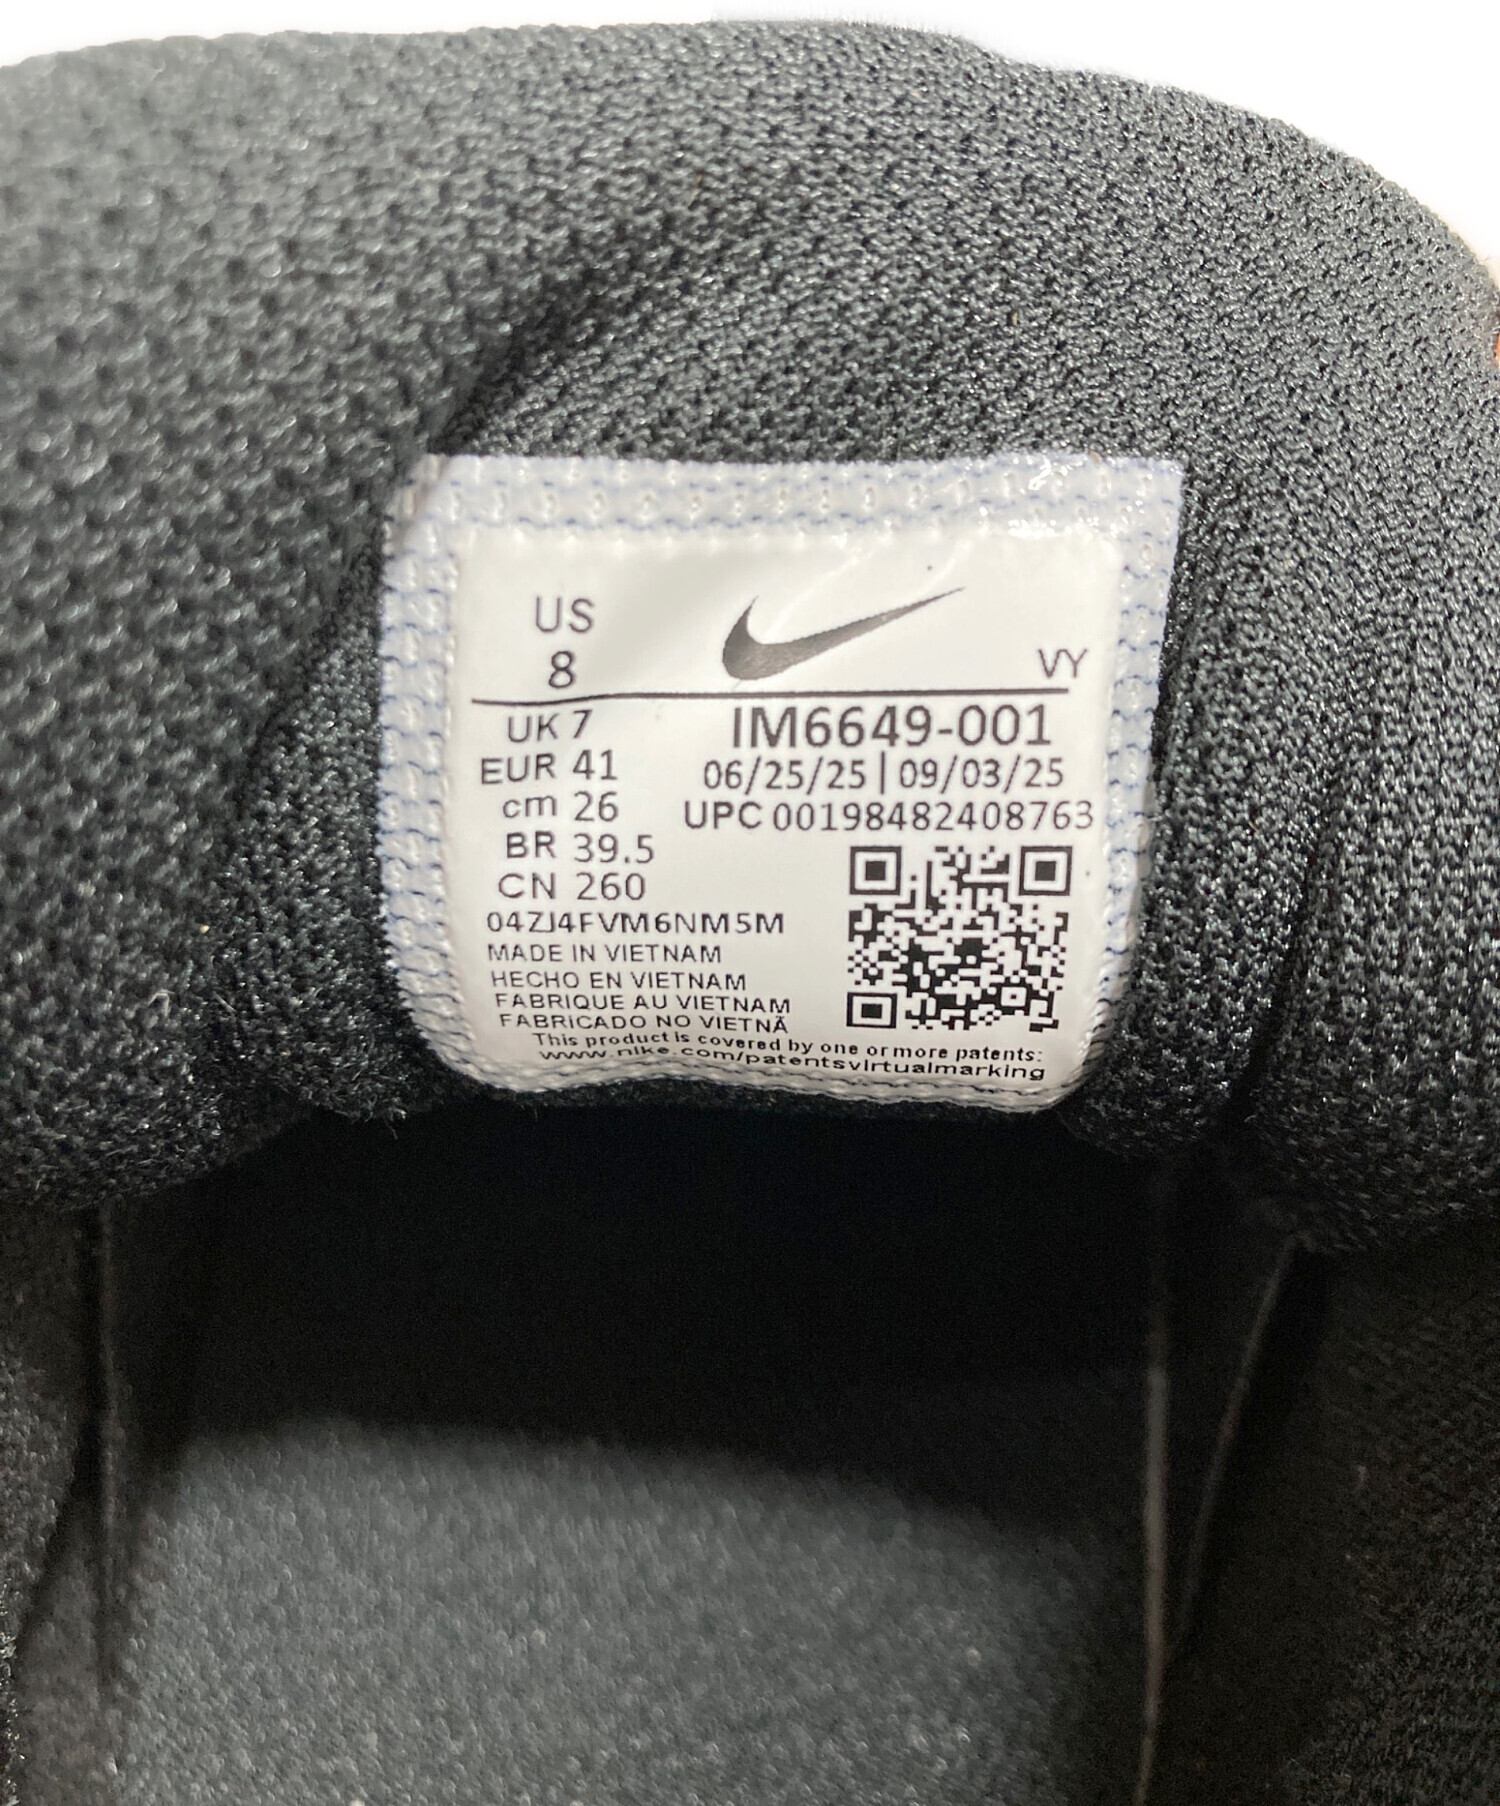 US
8
VY
UK 7
EUR 41
cm 26
BR 39.5
CN 260
IM6649-001
06/25/25 | 09/03/25
UPC 00198482408763
04ZJ4FVM6NM5M
MADE IN VIETNAM
HECHO EN VIETNAM
FABRIQUE AU VIETNAM
FABRICADO NO VIETNÃ
This product is covered by one or more patents:
www.nike.com/patentsvirtualmarking